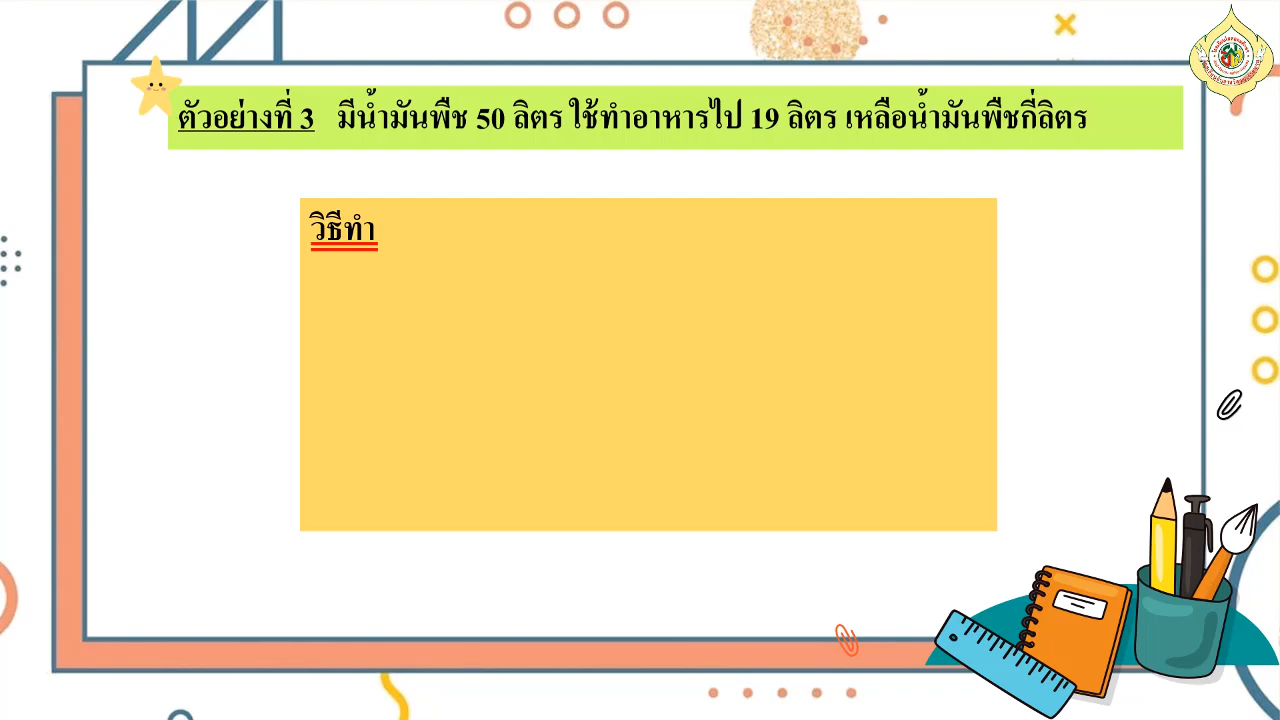 ตัวอย่างที่ 3 มีน้ำมันพืช 50 ลิตร ใช้ทำอาหารไป 19 ลิตร เหลือน้ำมันพืชกี่ลิตร
วิธีทำ